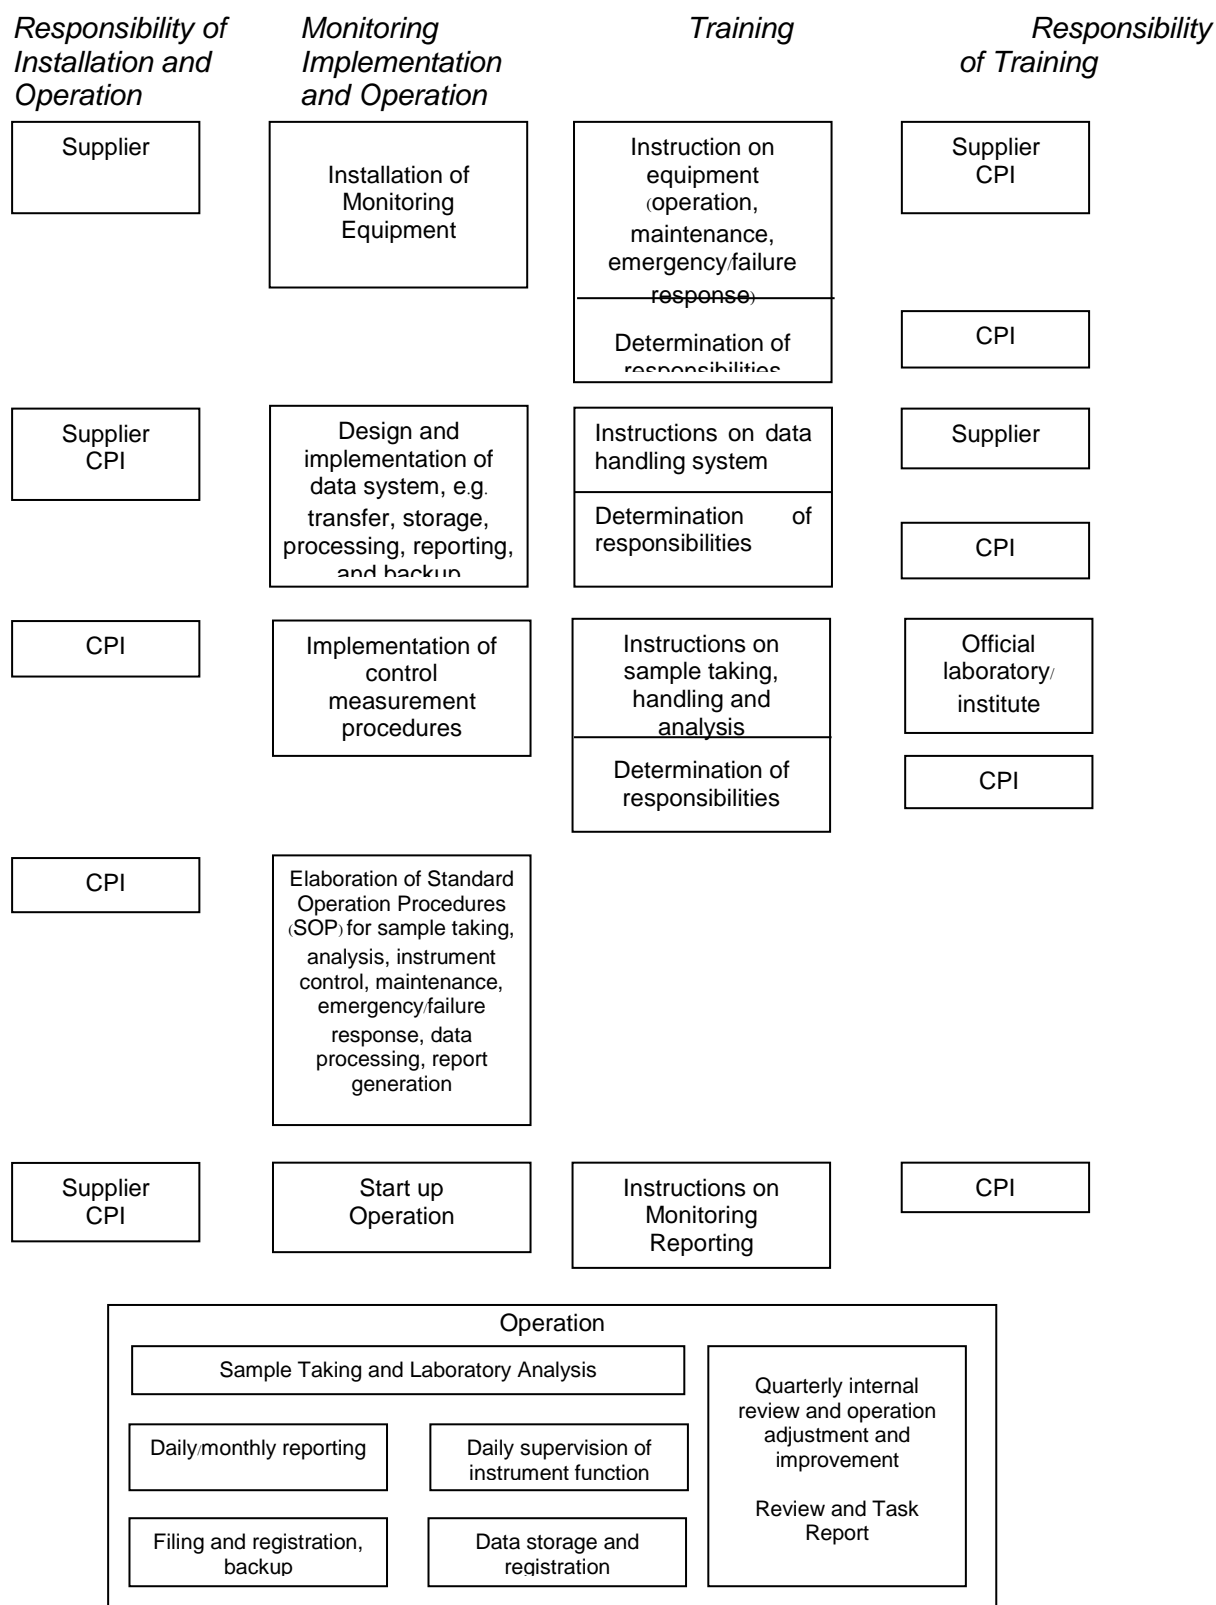 Responsibility of
Installation and
Operation
Monitoring
Implementation
and Operation
Training
Responsibility
of Training
Supplier
Installation of
Monitoring
Equipment
Instruction on
equipment
(operation,
maintenance,
emergency/failure
response)
Determination of
responsibilities
Supplier
CPI
CPI
Supplier
CPI
Design and
implementation of
data system, e.g.
transfer, storage,
processing, reporting,
and backup
Instructions on data
handling system
Determination of
responsibilities
Supplier
CPI
CPI
Implementation of
control
measurement
procedures
Instructions on
sample taking,
handling and
analysis
Determination of
responsibilities
Official
laboratory/
institute
CPI
CPI
Elaboration of Standard
Operation Procedures
(SOP) for sample taking,
analysis, instrument
control, maintenance,
emergency/failure
response, data
processing, report
generation
Supplier
CPI
Start up
Operation
Instructions on
Monitoring
Reporting
CPI
Operation
Sample Taking and Laboratory Analysis
Daily/monthly reporting
Daily supervision of
instrument function
Filing and registration,
backup
Data storage and
registration
Quarterly internal
review and operation
adjustment and
improvement
Review and Task
Report